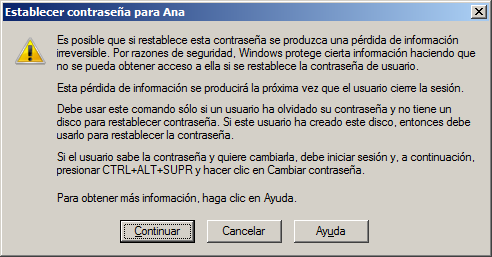 Establecer contraseña para Ana
Es posible que si restablece esta contraseña se produzca una pérdida de información
irreversible. Por razones de seguridad, Windows protege cierta información haciendo que
no se pueda obtener acceso a ella si se restablece la contraseña de usuario.
Esta pérdida de información se producirá la próxima vez que el usuario cierre la sesión.
Debe usar este comando sólo si un usuario ha olvidado su contraseña y no tiene un
disco para restablecer contraseña. Si este usuario ha creado este disco, entonces debe
usarlo para restablecer la contraseña.
Si el usuario sabe la contraseña y quiere cambiarla, debe iniciar sesión y, a continuación,
presionar CTRL+ALT+SUPR y hacer clic en Cambiar contraseña.
Para obtener más información, haga clic en Ayuda.
Continuar Cancelar Ayuda